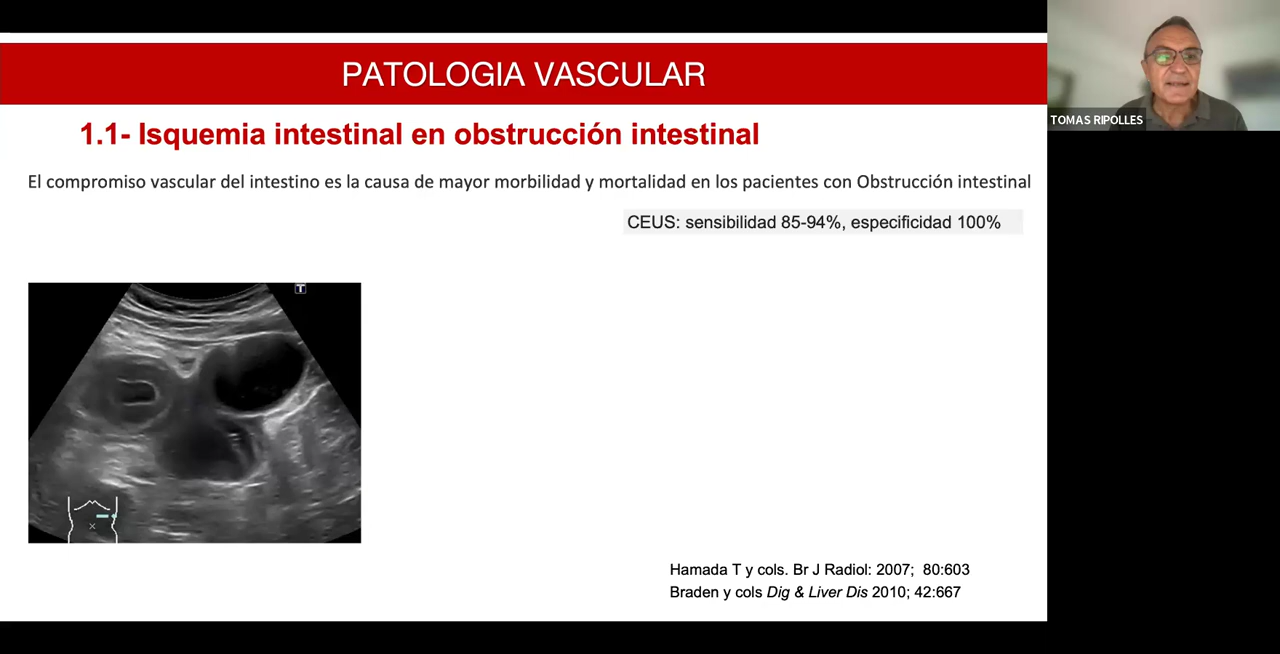 PATOLOGIA VASCULAR
TOMAS RIPOLLES
1.1- Isquemia intestinal en obstrucción intestinal
El compromiso vascular del intestino es la causa de mayor morbilidad y mortalidad en los pacientes con Obstrucción intestinal
CEUS: sensibilidad 85-94%, especificidad 100%
T
Hamada T y cols. Br J Radiol: 2007; 80:603
Braden y cols Dig & Liver Dis 2010; 42:667